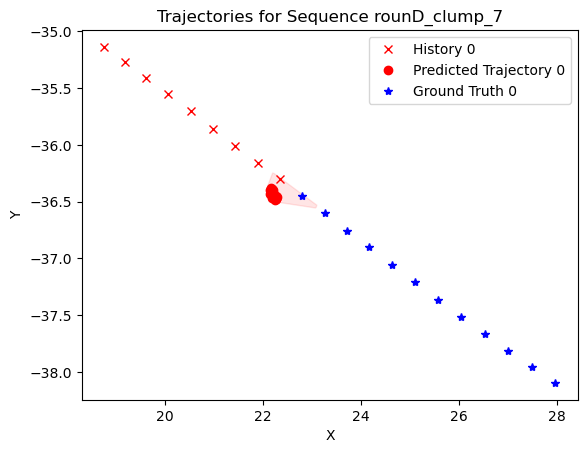 Trajectories for Sequence rounD_clump_7
History 0
Predicted Trajectory 0
Ground Truth 0
−35.0
−35.5
−36.0
−36.5
−37.0
−37.5
−38.0
Y
20
22
24
26
28
X